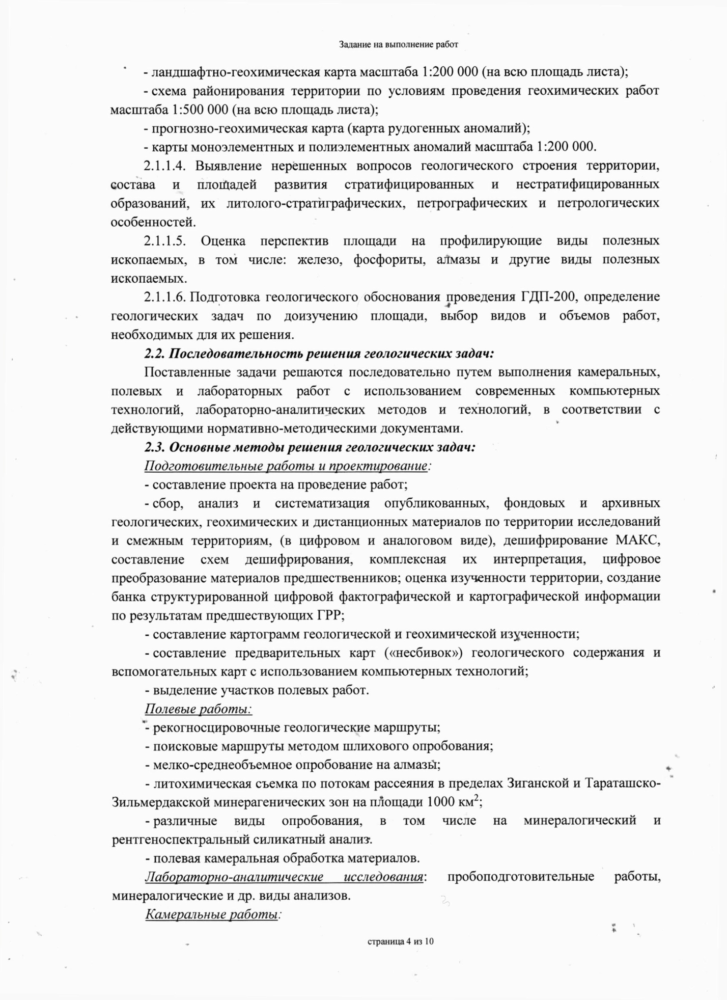 Задание на выполнение работ
- ландшафтно-геохимическая карта масштаба 1:200 000 (на всю площадь листа);
- схема районирования территории по условиям проведения геохимических работ
масштаба 1:500 000 (на всю площадь листа);
- прогнозно-геохимическая карта (карта рудогенных аномалий);
- карты моноэлементных и полиэлементных аномалий масштаба 1:200 000.
2.1.1.4. Выявление нерешенных вопросов геологического строения территории,
состава и площадей развития стратифицированных и нестратифицированных
образований, их литолого-стратиграфических, петрографических и петрологических
особенностей.
2.1.1.5. Оценка перспектив площади на профилирующие виды полезных
ископаемых, в том числе: железо, фосфориты, алмазы и другие виды полезных
ископаемых.
2.1.1.6. Подготовка геологического обоснования проведения ГДП-200, определение
геологических задач по доизучению площади, выбор видов и объемов работ,
необходимых для их решения.
2.2. Последовательность решения геологических задач:
Поставленные задачи решаются последовательно путем выполнения камеральных,
полевых и лабораторных работ с использованием современных компьютерных
технологий, лабораторно-аналитических методов и технологий, в соответствии с
действующими нормативно-методическими документами.
2.3. Основные методы решения геологических задач:
Подготовительные работы и проектирование:
- составление проекта на проведение работ;
- сбор, анализ и систематизация опубликованных, фондовых и архивных
геологических, геохимических и дистанционных материалов по территории исследований
и смежным территориям, (в цифровом и аналоговом виде), дешифрирование МАКС,
составление схем дешифрирования, комплексная их интерпретация, цифровое
преобразование материалов предшественников; оценка изученности территории, создание
банка структурированной цифровой фактографической и картографической информации
по результатам предшествующих ГРР;
- составление картограмм геологической и геохимической изученности;
- составление предварительных карт («несбивок») геологического содержания и
вспомогательных карт с использованием компьютерных технологий;
- выделение участков полевых работ.
Полевые работы:
- рекогносцировочные геологические маршруты;
- поисковые маршруты методом шлихового опробования;
- мелко-среднеобъемное опробование на алмазы;
- литохимическая съемка по потокам рассеяния в пределах Зиганской и Тараташско-
Зильмердакской минерагенических зон на площади 1000 км²;
- различные виды опробования, в том числе на минералогический и
рентгеноспектральный силикатный анализ.
- полевая камеральная обработка материалов.
Лабораторно-аналитические исследования: пробоподготовительные работы,
минералогические и др. виды анализов.
Камеральные работы:
страница 4 из 10